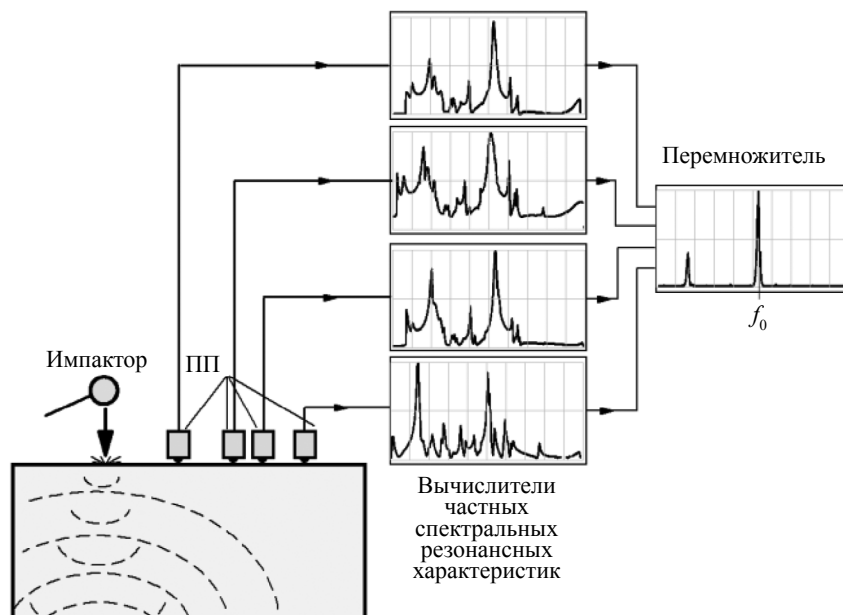 Перемножитель
f0
Импактор
ПП
Вычислители
частных
спектральных
резонансных
характеристик